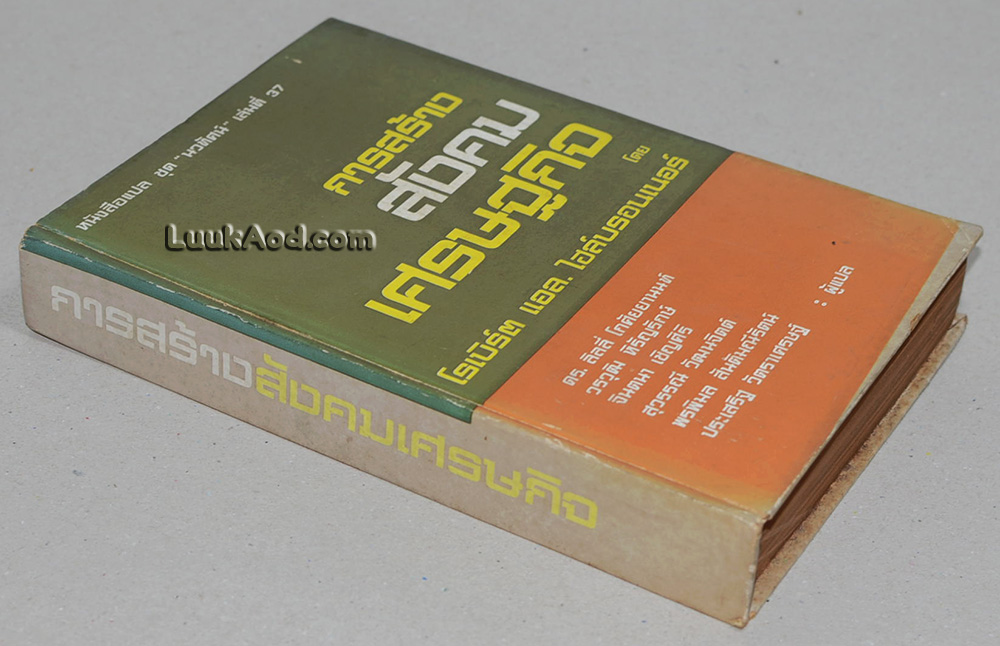 หนังสือแปล ชุด "นวทัศน์" เล่มที่ 37
การสร้าง
สังคม
เศรษฐกิจ
โดย
โรเบิร์ต แอล. ไฮล์บรอนเนอร์
ดร. ลิลลี่ โกศัยยานนท์
วรวุฒ หิรัญรักษ์
จินตนา เชิญศิริ
สุวรรณี วัฒนจิตต์
พรพิมล สันติมณีรัตน์
ประเสริฐ วิตราเศรษฐ์
: ผู้แปล
การสร้างสังคมเศรษฐกิจ
LuukAod.com